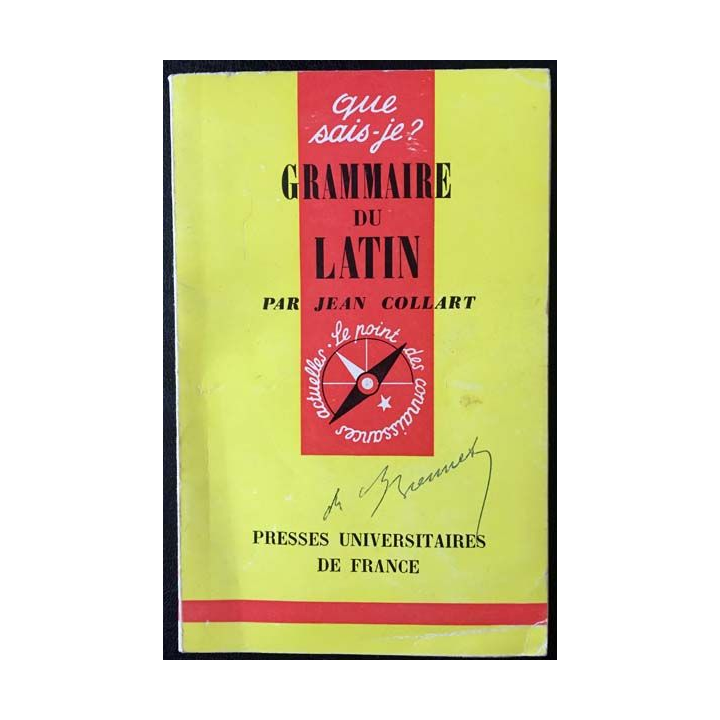 que
sais-je?
GRAMMAIRE
DU
LATIN
PAR JEAN COLLART
Le point des connaissances actuelles.
PRESSES UNIVERSITAIRES
DE FRANCE